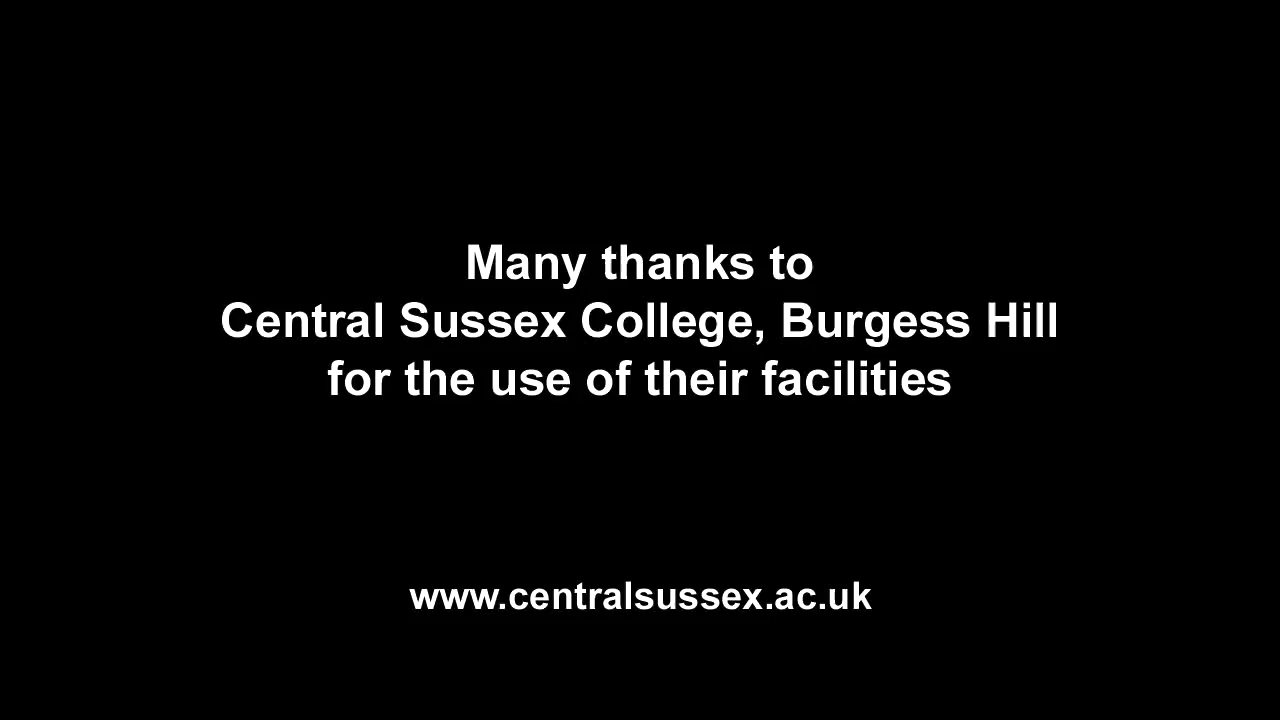 Many thanks to
Central Sussex College, Burgess Hill
for the use of their facilities
www.centralsussex.ac.uk